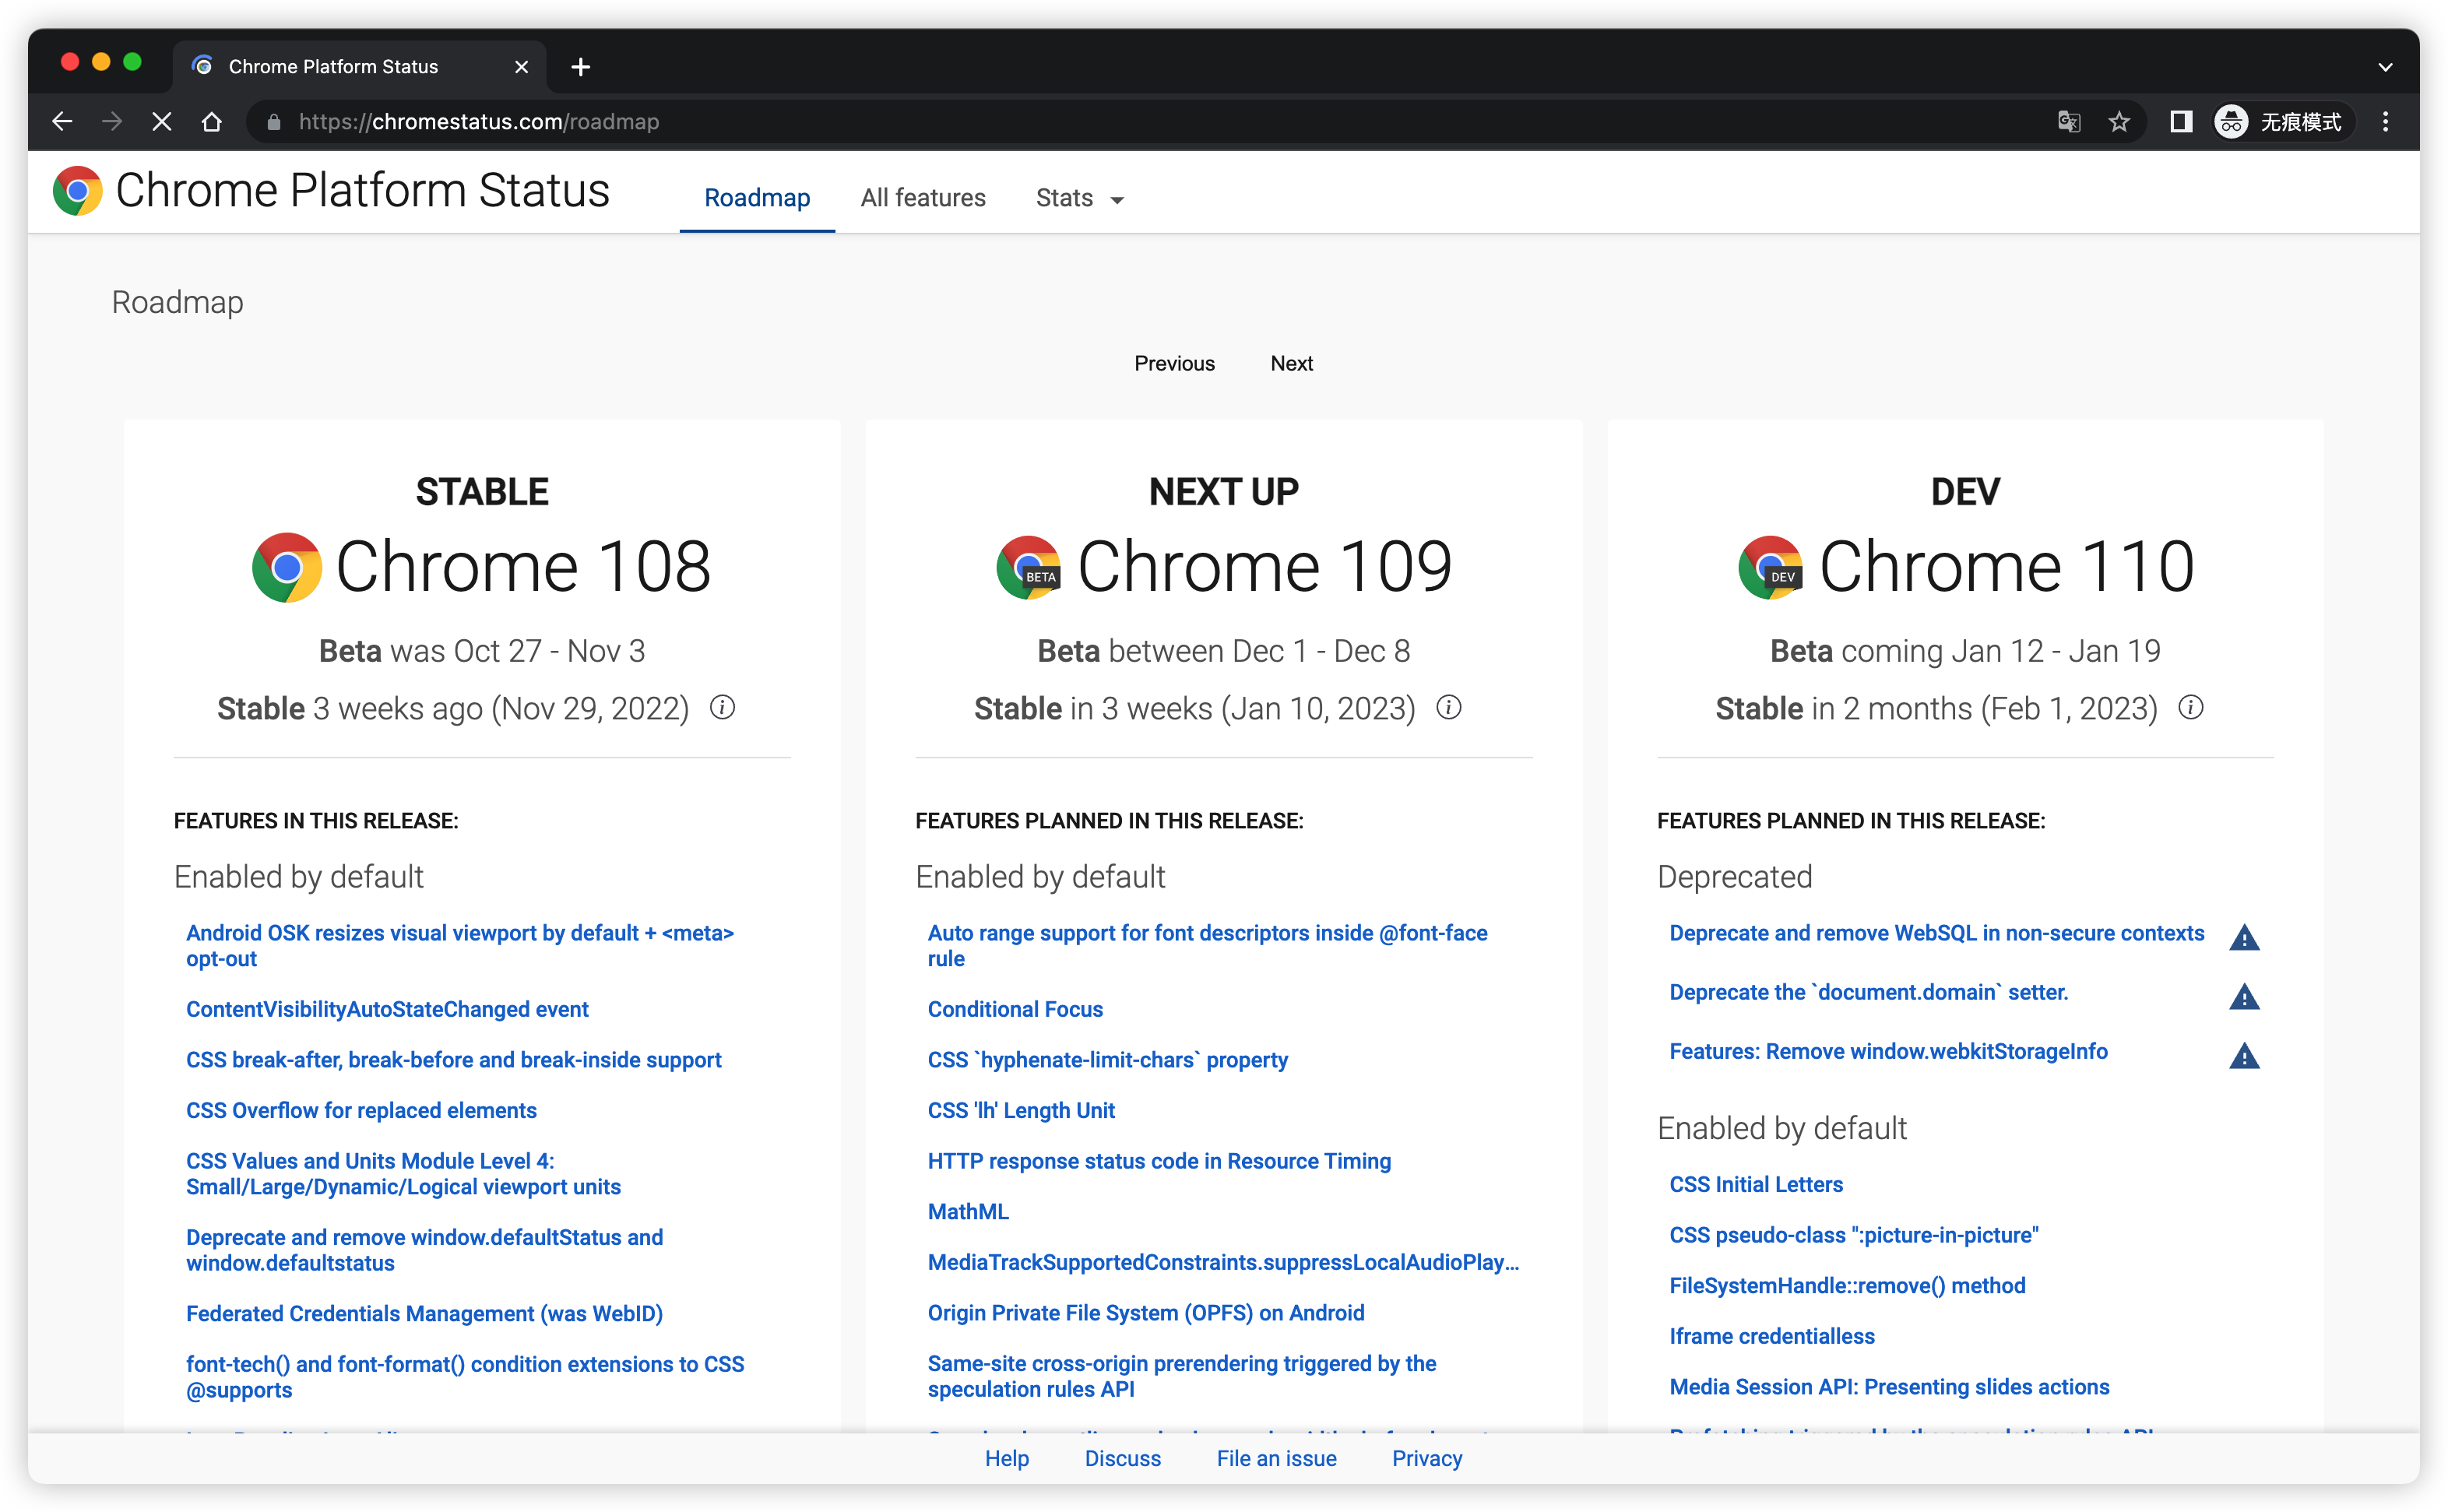 Chrome Platform Status
https://chromestatus.com/roadmap
无痕模式
Chrome Platform Status
Roadmap
All features
Stats
Roadmap
Previous
Next
STABLE
Chrome 108
Beta was Oct 27 - Nov 3
Stable 3 weeks ago (Nov 29, 2022)
FEATURES IN THIS RELEASE:
Enabled by default
Android OSK resizes visual viewport by default + <meta>
opt-out
ContentVisibilityAutoStateChanged event
CSS break-after, break-before and break-inside support
CSS Overflow for replaced elements
CSS Values and Units Module Level 4:
Small/Large/Dynamic/Logical viewport units
Deprecate and remove window.defaultStatus and
window.defaultstatus
Federated Credentials Management (was WebID)
font-tech() and font-format() condition extensions to CSS
@supports
NEXT UP
BETA
Chrome 109
Beta between Dec 1 - Dec 8
Stable in 3 weeks (Jan 10, 2023)
FEATURES PLANNED IN THIS RELEASE:
Enabled by default
Auto range support for font descriptors inside @font-face
rule
Conditional Focus
CSS `hyphenate-limit-chars` property
CSS 'lh' Length Unit
HTTP response status code in Resource Timing
MathML
MediaTrackSupportedConstraints.suppressLocalAudioPlay...
Origin Private File System (OPFS) on Android
Same-site cross-origin prerendering triggered by the
speculation rules API
DEV
DEV
Chrome 110
Beta coming Jan 12 - Jan 19
Stable in 2 months (Feb 1, 2023)
FEATURES PLANNED IN THIS RELEASE:
Deprecated
Deprecate and remove WebSQL in non-secure contexts
Deprecate the `document.domain` setter.
Features: Remove window.webkitStorageInfo
Enabled by default
CSS Initial Letters
CSS pseudo-class ":picture-in-picture"
FileSystemHandle::remove() method
Iframe credentialless
Media Session API: Presenting slides actions
Help
Discuss
File an issue
Privacy